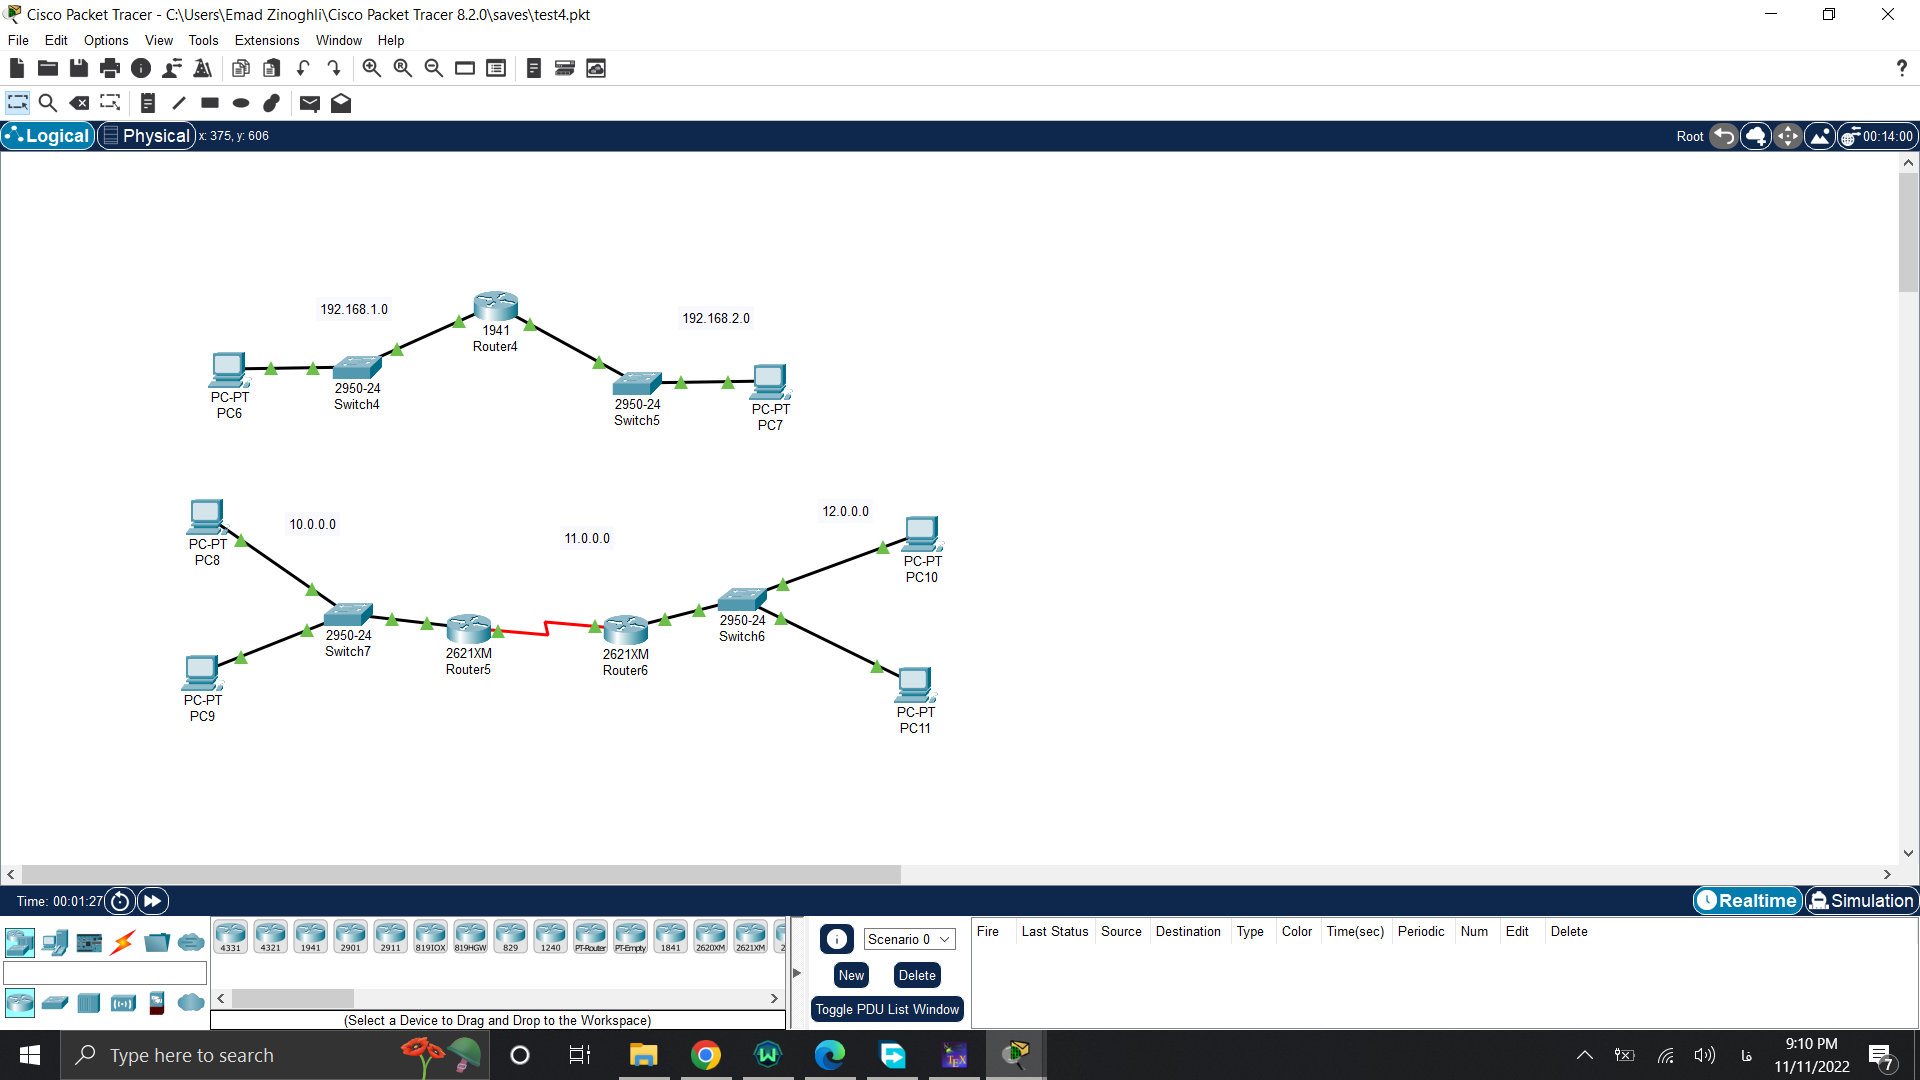 Cisco Packet Tracer - C:\Users\Emad Zinoghli\Cisco Packet Tracer 8.2.0\saves\test4.pkt
File Edit Options View Tools Extensions Window Help
?
Logical Physical x: 375, y: 606 Root 00:14:00
192.168.1.0
192.168.2.0
1941
Router4
PC-PT
PC6
2950-24
Switch4
2950-24
Switch5
PC-PT
PC7
10.0.0.0
11.0.0.0
12.0.0.0
PC-PT
PC8
PC-PT
PC10
2950-24
Switch7
2621XM
Router5
2621XM
Router6
2950-24
Switch6
PC-PT
PC9
PC-PT
PC11
Time: 00:01:27 Realtime Simulation
4331 4321 1941 2901 2911 819IOX 819HGW 829 1240 PT-Router PT-Empty 1841 2620XM 2621XM 2
(Select a Device to Drag and Drop to the Workspace)
Scenario 0
New Delete
Toggle PDU List Window
Fire Last Status Source Destination Type Color Time(sec) Periodic Num Edit Delete
Type here to search
TEX
فا
9:10 PM
11/11/2022
7